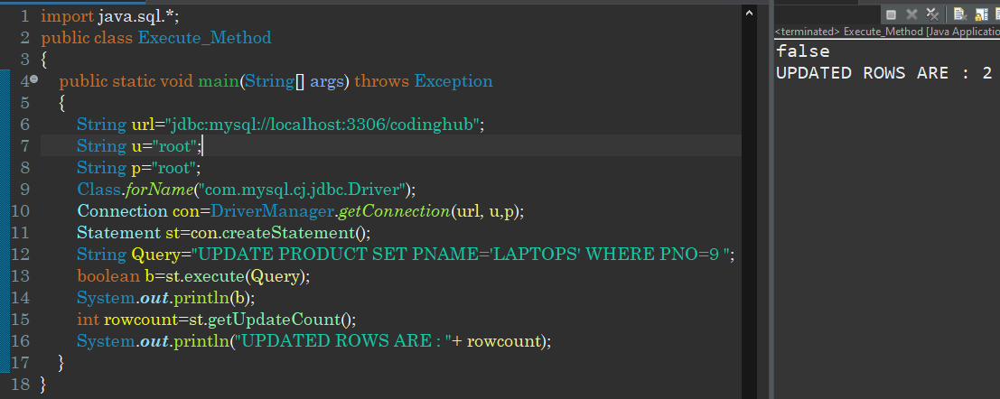 1 import java.sql.*;
2 public class Execute_Method
3 {
4 public static void main(String[] args) throws Exception
5 {
6 String url="jdbc:mysql://localhost:3306/codinghub";
7 String u="root";
8 String p="root";
9 Class.forName("com.mysql.cj.jdbc.Driver");
10 Connection con=DriverManager.getConnection(url, u,p);
11 Statement st=con.createStatement();
12 String Query="UPDATE PRODUCT SET PNAME='LAPTOPS' WHERE PNO=9 ";
13 boolean b=st.execute(Query);
14 System.out.println(b);
15 int rowcount=st.getUpdateCount();
16 System.out.println("UPDATED ROWS ARE : "+ rowcount);
17 }
18 }
<terminated> Execute_Method [Java Application
false
UPDATED ROWS ARE : 2